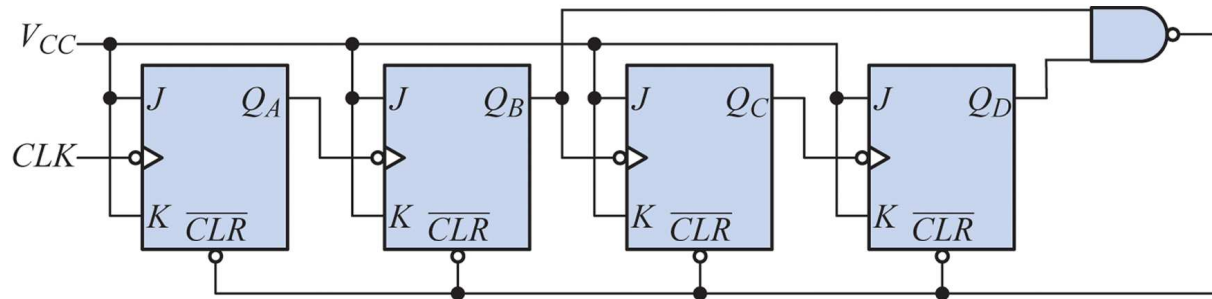 V_CC
J Q_A J Q_B J Q_C J Q_D
CLK
K CLR K CLR K CLR K CLR